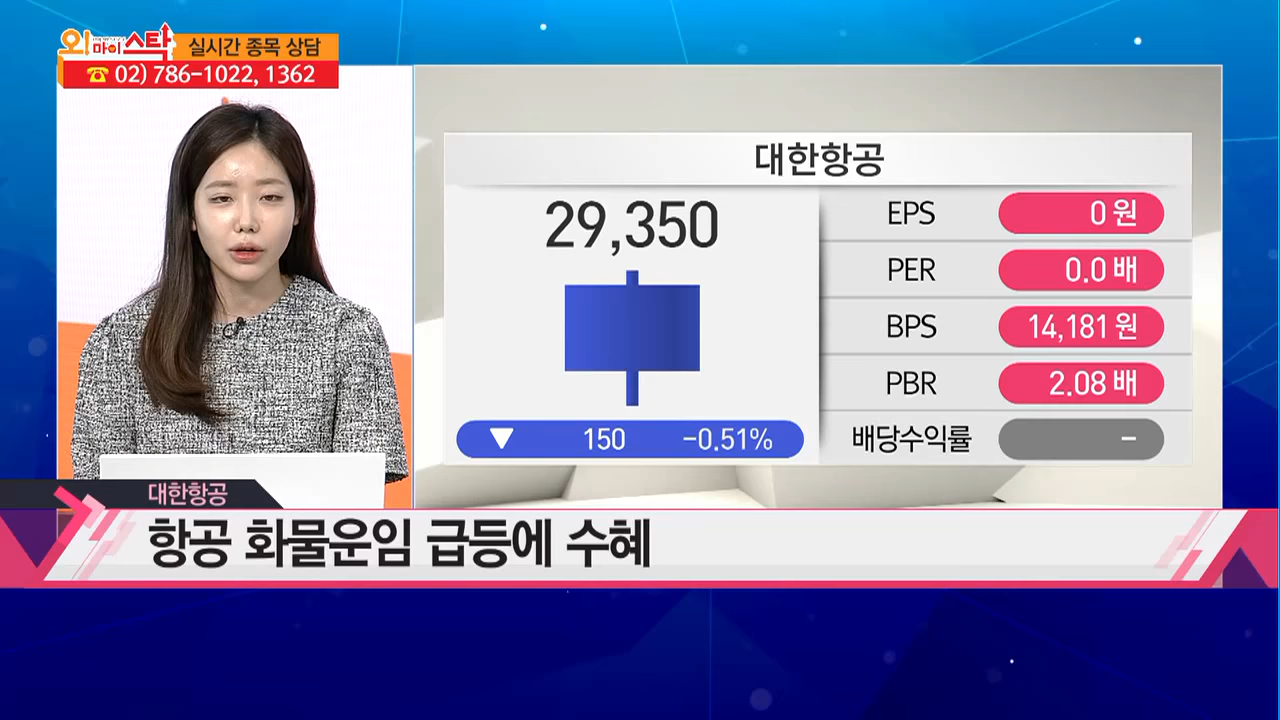 오! 마이 스탁 실시간 종목 상담
☎ 02) 786-1022, 1362
대한항공
29,350
▼ 150 -0.51%
EPS 0 원
PER 0.0 배
BPS 14,181 원
PBR 2.08 배
배당수익률 -
대한항공
항공 화물운임 급등에 수혜